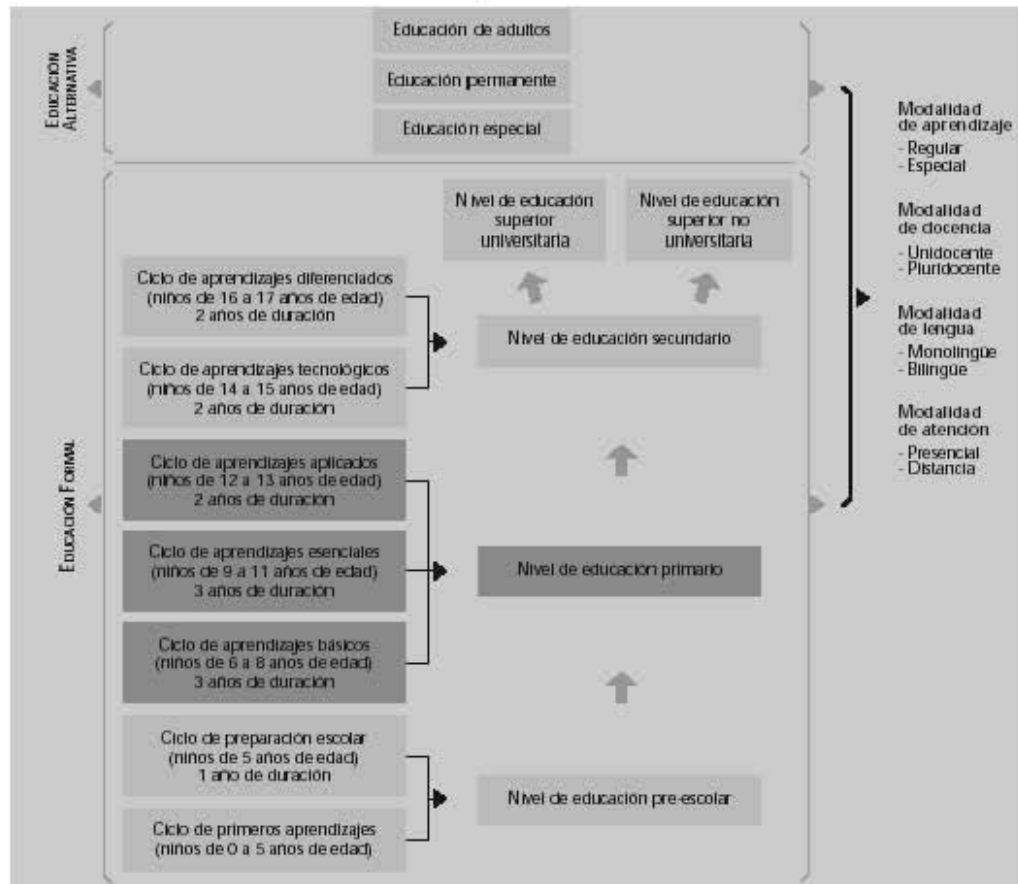 EDUCACIÓN
ALTERNATIVA
Educación de adultos
Educación permanente
Educación especial
EDUCACIÓN FORMAL
Nivel de educación
superior
universitaria
Nivel de educación
superior no
universitaria
Ciclo de aprendizajes diferenciados
(niños de 16 a 17 años de edad)
2 años de duración
Ciclo de aprendizajes tecnológicos
(niños de 14 a 15 años de edad)
2 años de duración
Nivel de educación secundario
Ciclo de aprendizajes aplicados
(niños de 12 a 13 años de edad)
2 años de duración
Ciclo de aprendizajes esenciales
(niños de 9 a 11 años de edad)
3 años de duración
Ciclo de aprendizajes básicos
(niños de 6 a 8 años de edad)
3 años de duración
Nivel de educación primario
Ciclo de preparación escolar
(niños de 5 años de edad)
1 año de duración
Ciclo de primeros aprendizajes
(niños de 0 a 5 años de edad)
Nivel de educación pre-escolar
Modalidad
de aprendizaje
- Regular
- Especial
Modalidad
de docencia
- Unidocente
- Pluridocente
Modalidad
de lengua
- Monolingüe
- Bilingüe
Modalidad
de atención
- Presencial
- Distancia